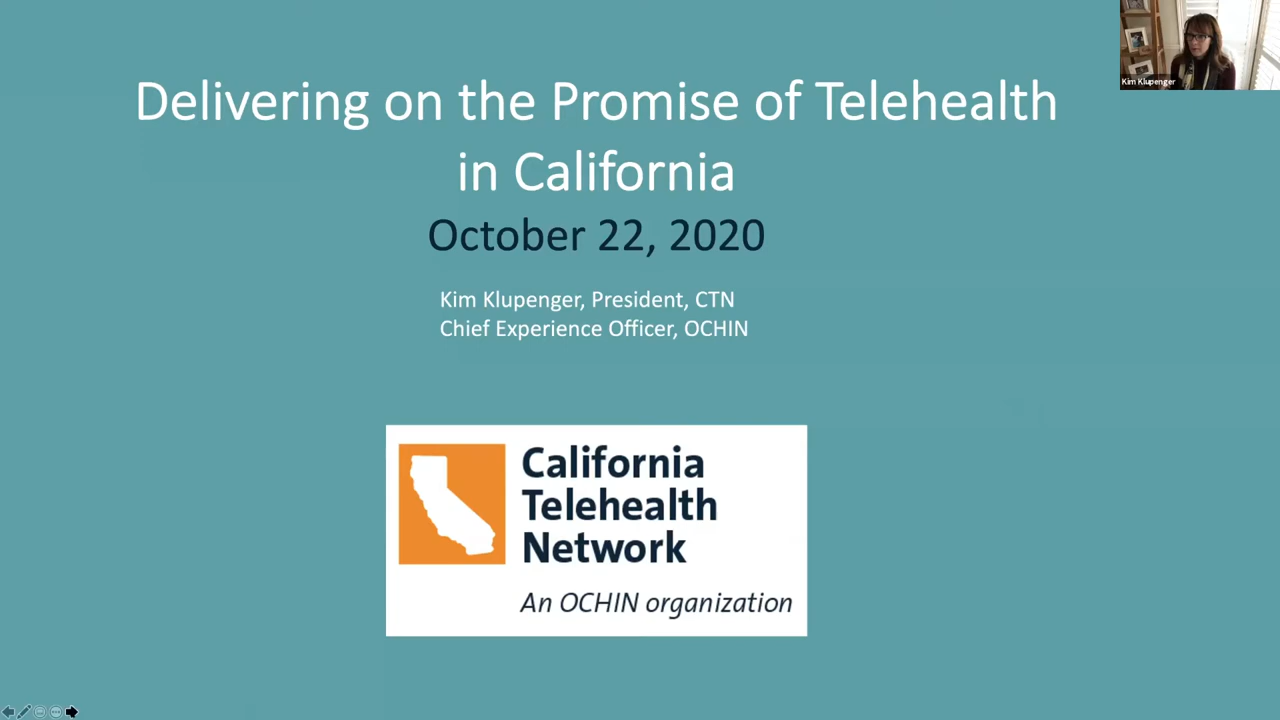 Delivering on the Promise of Telehealth
in California
October 22, 2020
Kim Klupenger, President, CTN
Chief Experience Officer, OCHIN
California
Telehealth
Network
An OCHIN organization
Kim Klupenger